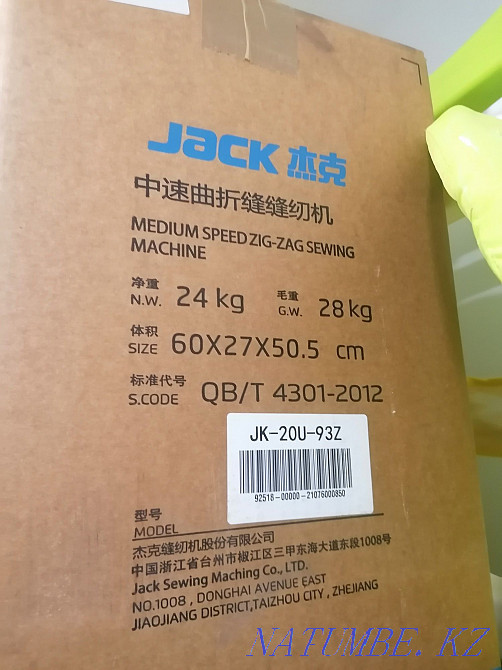 Jack 杰克
中速曲折缝缝纫机
MEDIUM SPEED ZIG-ZAG SEWING
MACHINE
净重 N.W. 24 kg 毛重 G.W. 28 kg
体积 SIZE 60X27X50.5 cm
标准代号 S.CODE QB/T 4301-2012
JK-20U-93Z
92518-00000-21076000850
型号
MODEL
杰克缝纫机股份有限公司
中国浙江省台州市椒江区三甲东海大道东段1008号
Jack Sewing Maching Co., LTD.
NO.1008 , DONGHAI AVENUE EAST
JIAOJIANG DISTRICT,TAIZHOU CITY , ZHEJIANG
NATUMBE.KZ